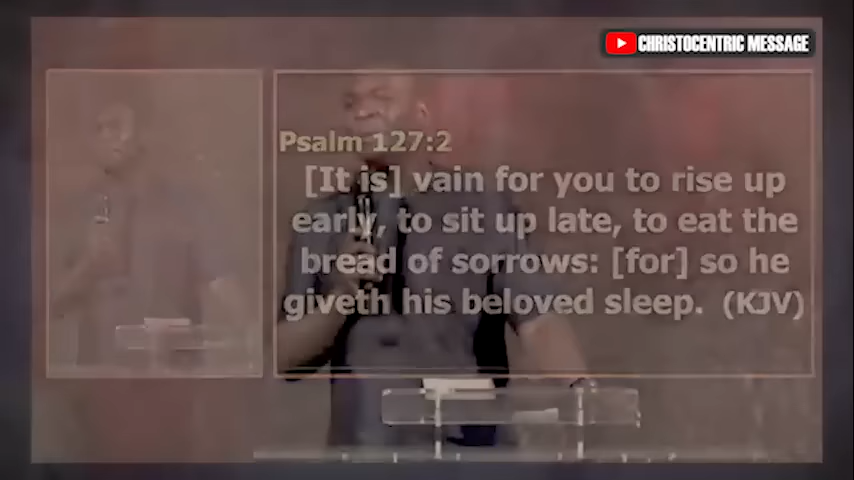 CHRISTOCENTRIC MESSAGE
Psalm 127:2
[It is] vain for you to rise up
early, to sit up late, to eat the
bread of sorrows: [for] so he
giveth his beloved sleep. (KJV)